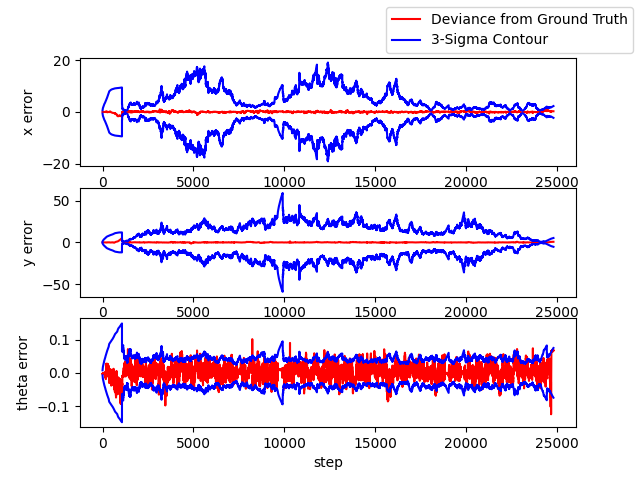 Deviance from Ground Truth
3-Sigma Contour
x error
20
0
−20
0 5000 10000 15000 20000 25000
y error
50
0
−50
0 5000 10000 15000 20000 25000
theta error
0.1
0.0
−0.1
0 5000 10000 15000 20000 25000
step